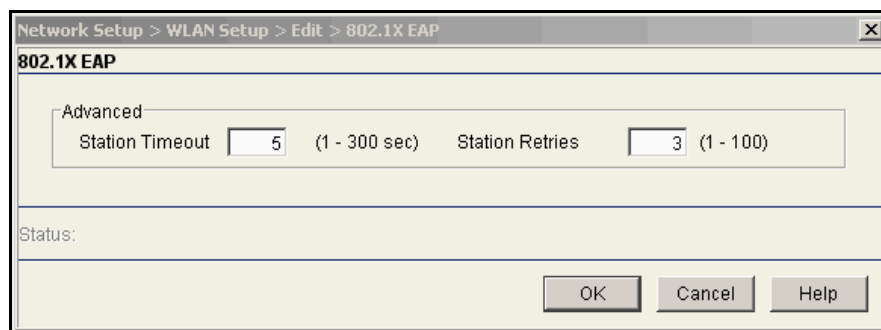 Network Setup > WLAN Setup > Edit > 802.1X EAP
802.1X EAP
Advanced
Station Timeout 5 (1 - 300 sec) Station Retries 3 (1 - 100)
Status:
OK Cancel Help